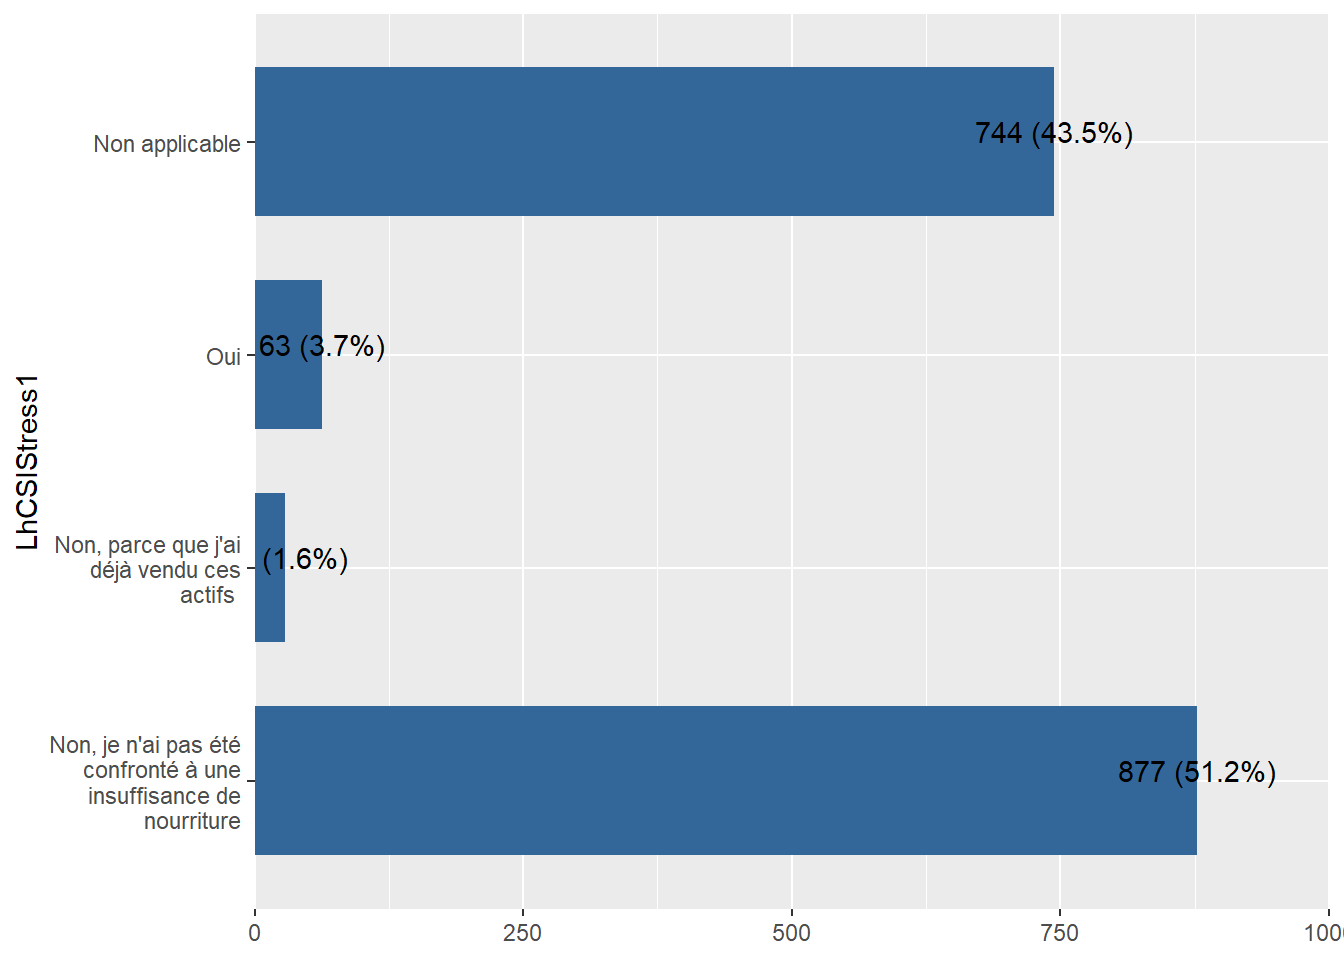 LhCSIStress1
Non applicable
744 (43.5%)
Oui
63 (3.7%)
Non, parce que j'ai
déjà vendu ces
actifs
(1.6%)
Non, je n'ai pas été
confronté à une
insuffisance de
nourriture
877 (51.2%)
0
250
500
750